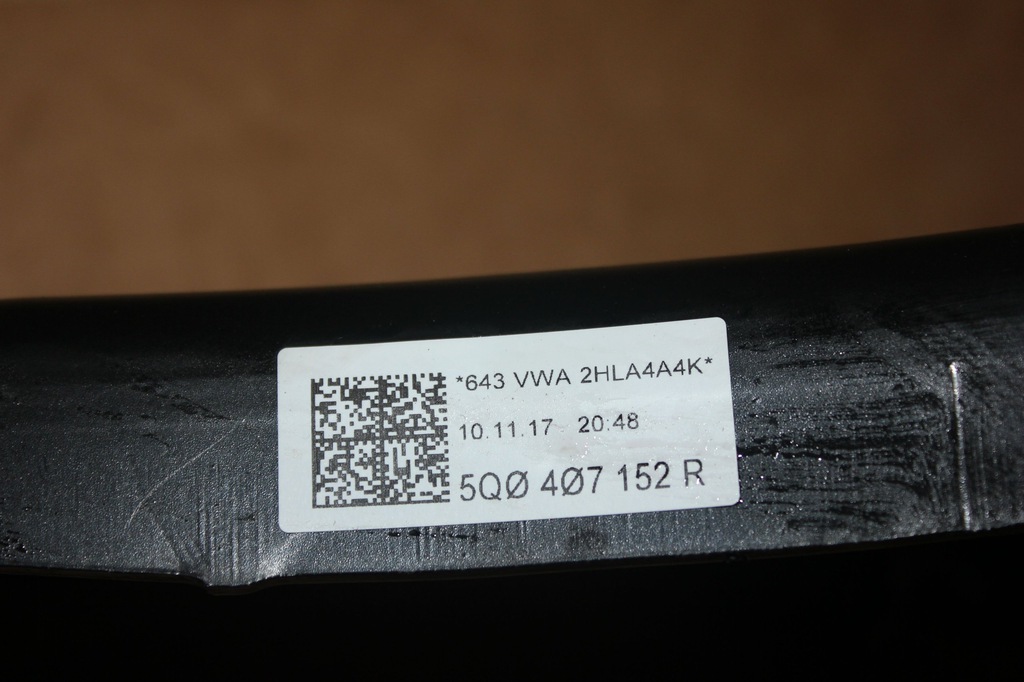 *643 VWA 2HLA4A4K*
10.11.17 20:48
5QØ 4Ø7 152 R